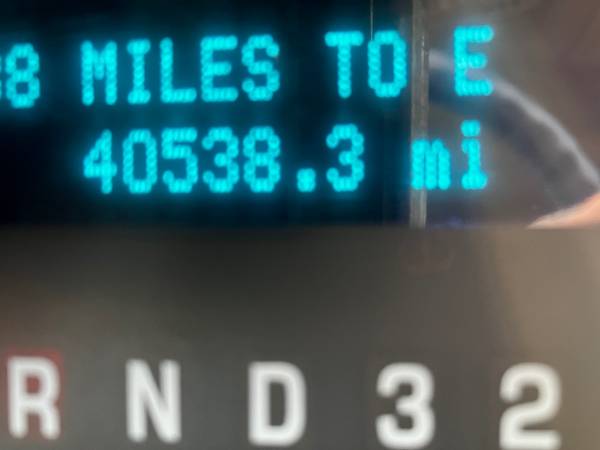 8 MILES TO E
40538.3 mi
R N D 3 2